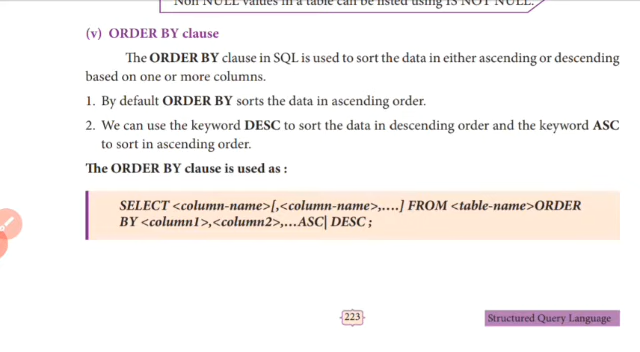 Non NULL values in a table can be listed using IS NOT NULL.
(v) ORDER BY clause
The ORDER BY clause in SQL is used to sort the data in either ascending or descending
based on one or more columns.
1. By default ORDER BY sorts the data in ascending order.
2. We can use the keyword DESC to sort the data in descending order and the keyword ASC
to sort in ascending order.
The ORDER BY clause is used as :
SELECT <column-name>[,<column-name>,….] FROM <table-name>ORDER
BY <column1>,<column2>,…ASC| DESC ;
223
Structured Query Language